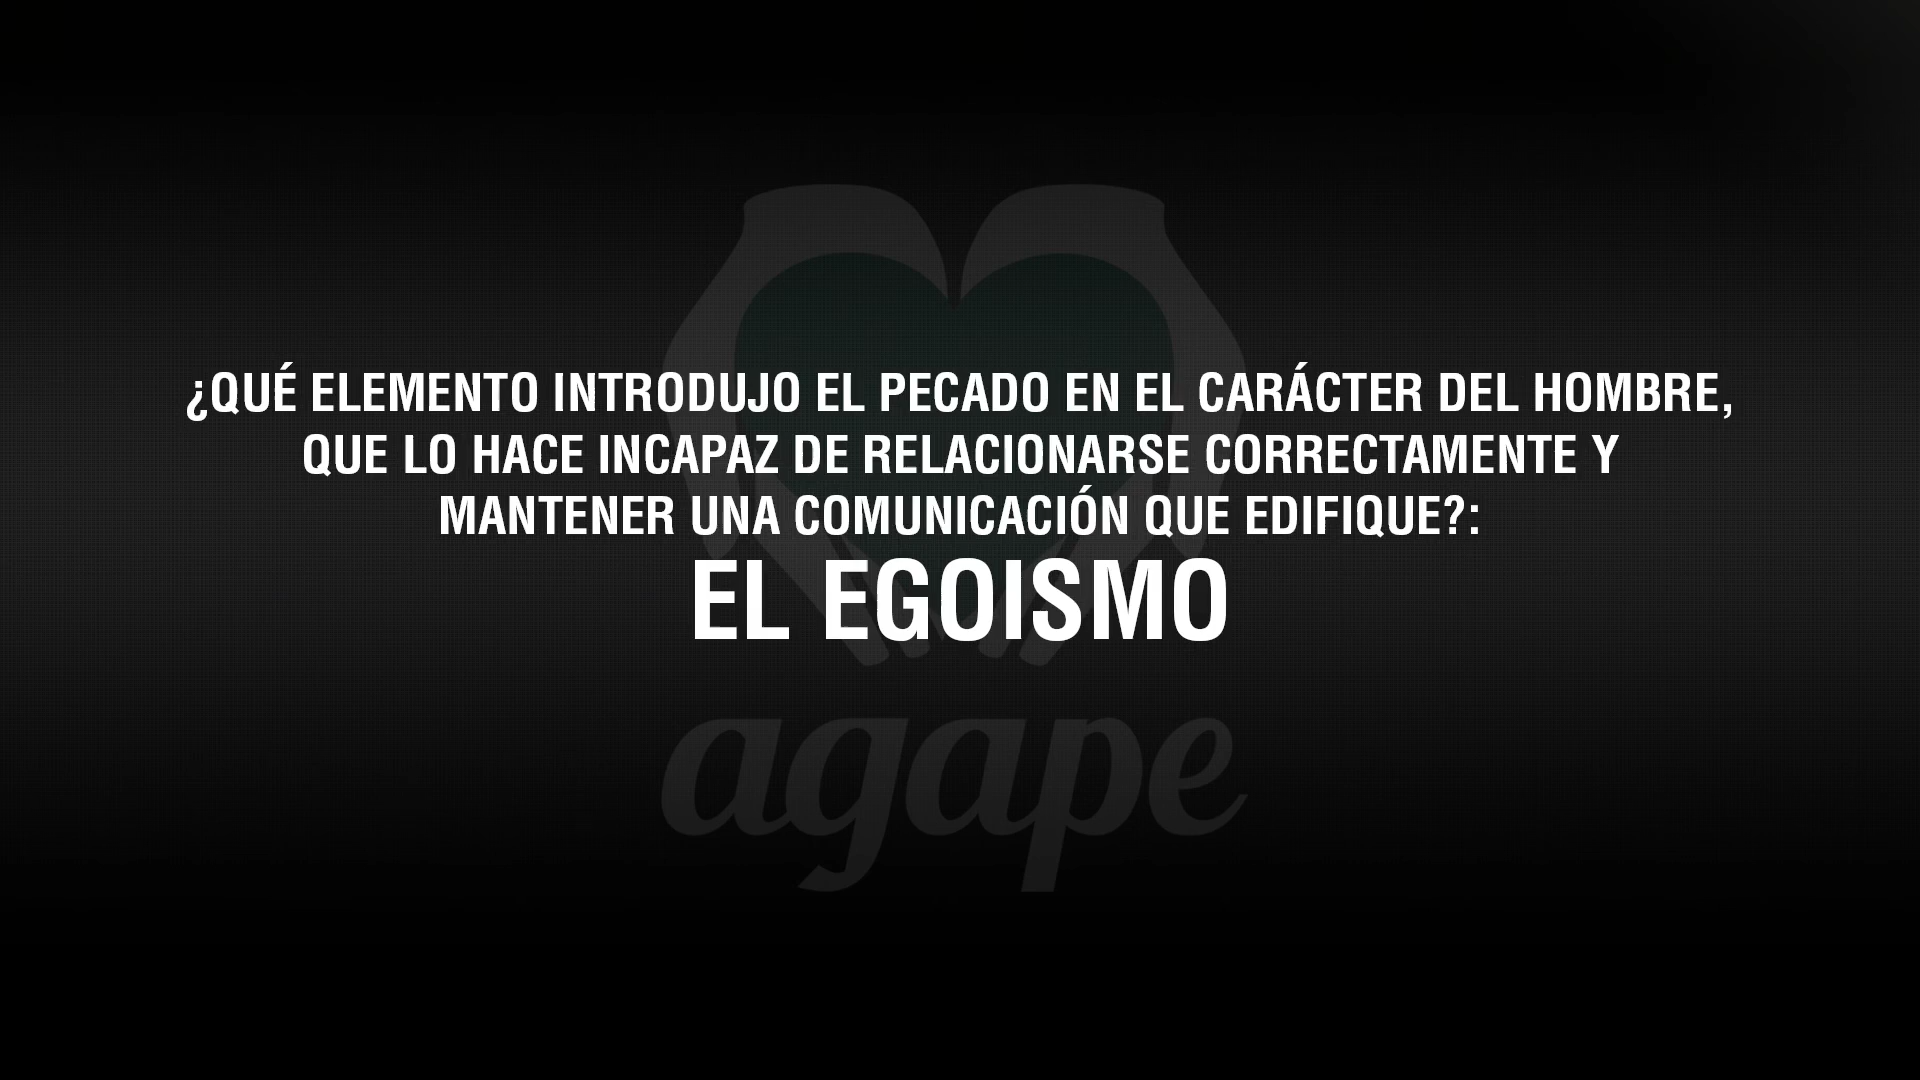 ¿QUÉ ELEMENTO INTRODUJO EL PECADO EN EL CARÁCTER DEL HOMBRE,
QUE LO HACE INCAPAZ DE RELACIONARSE CORRECTAMENTE Y
MANTENER UNA COMUNICACIÓN QUE EDIFIQUE?:
EL EGOISMO
agape